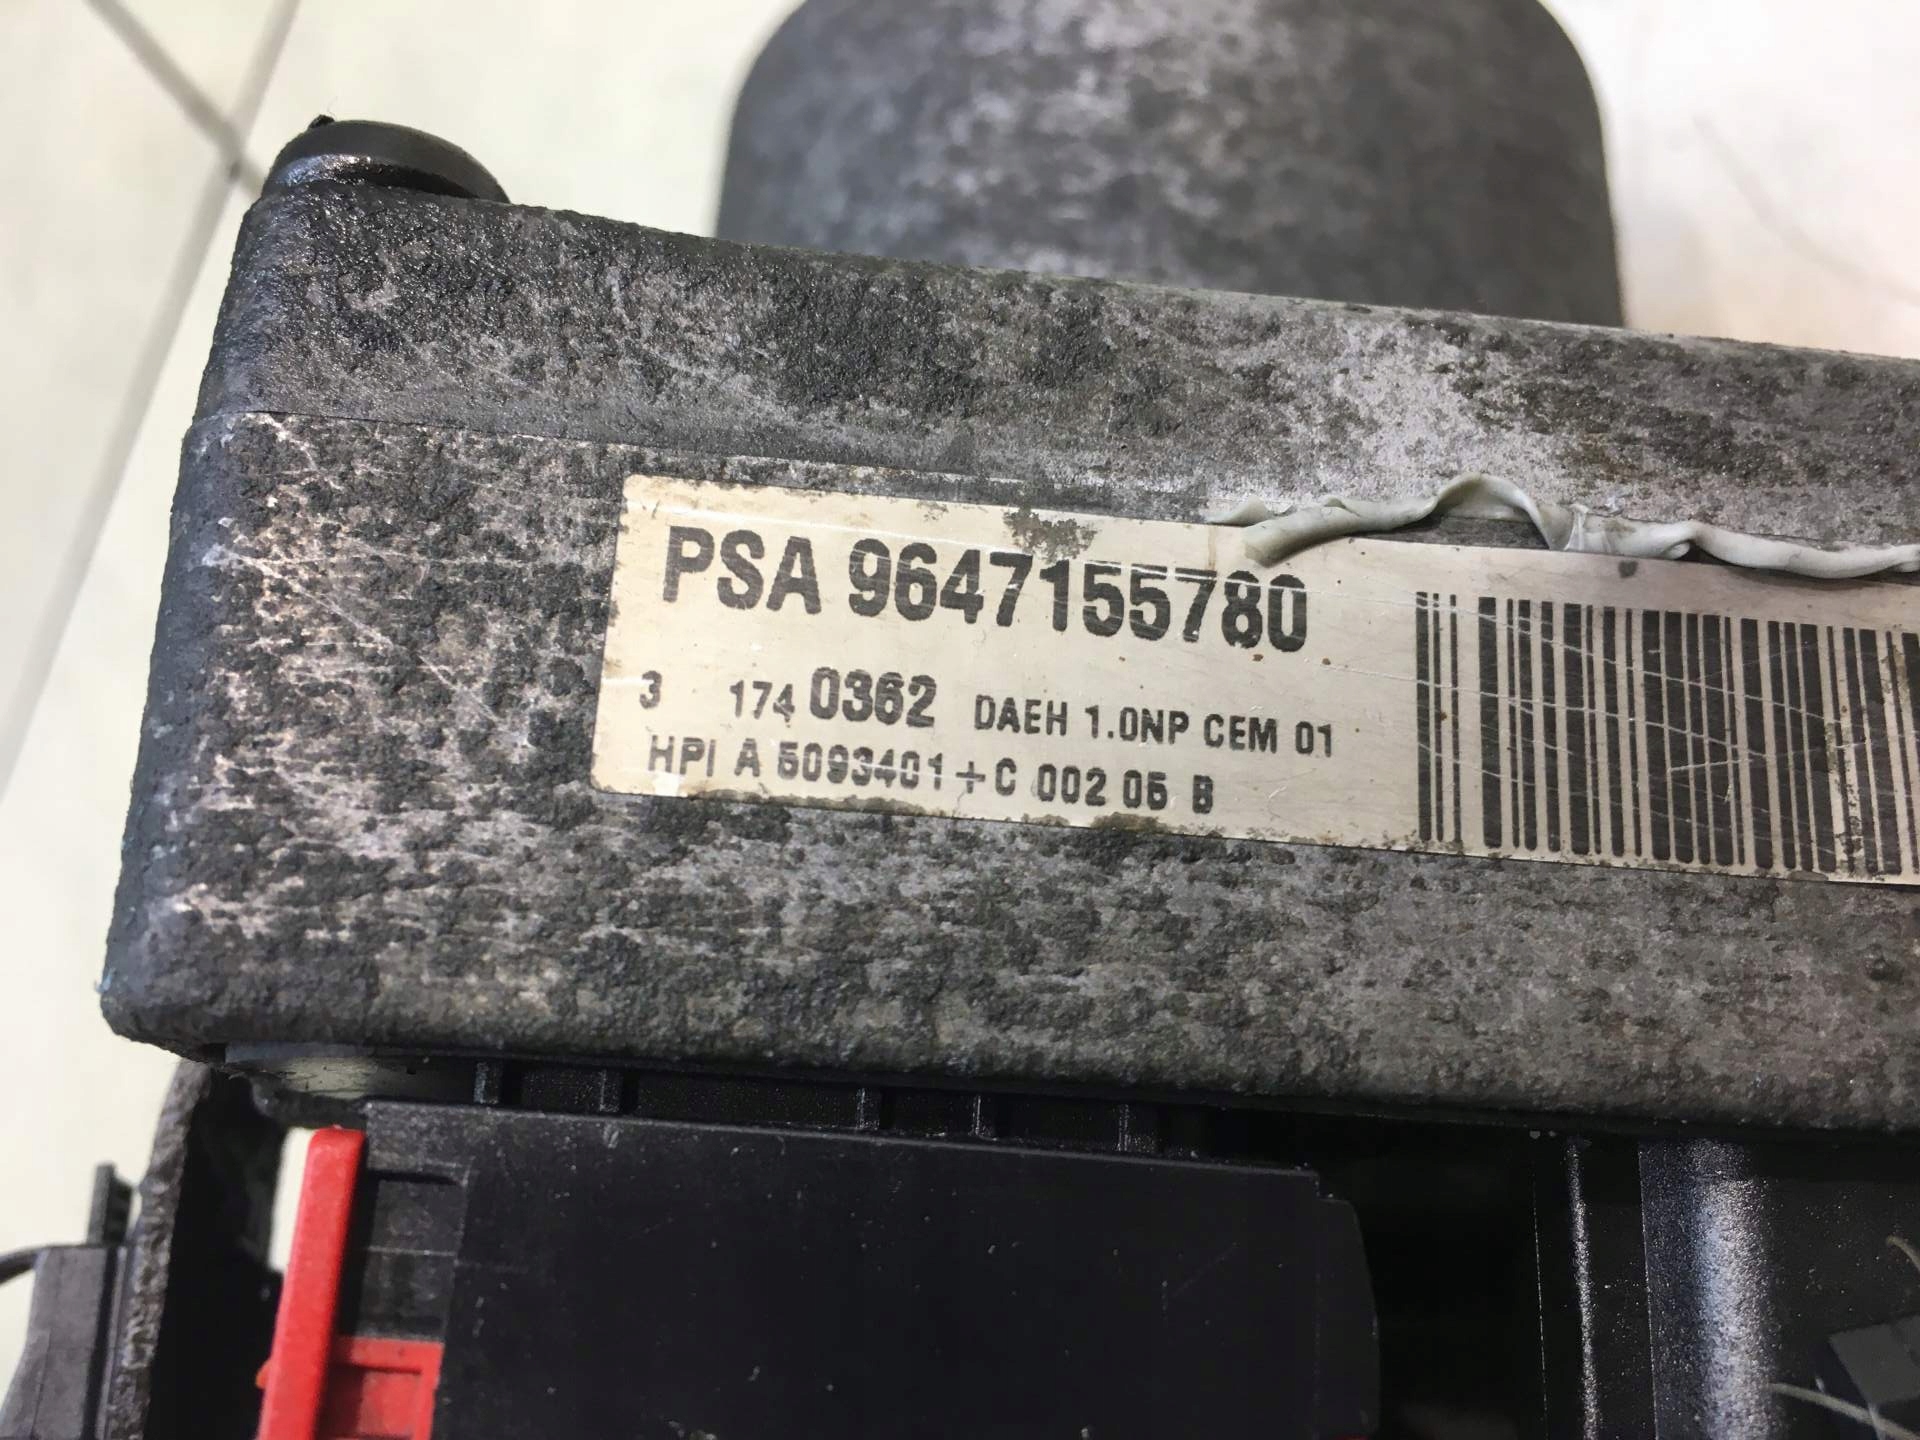 PSA 9647155780
3 174 0362 DAEH 1.0NP CEM 01
HPI A 5093401+C 002 05 B